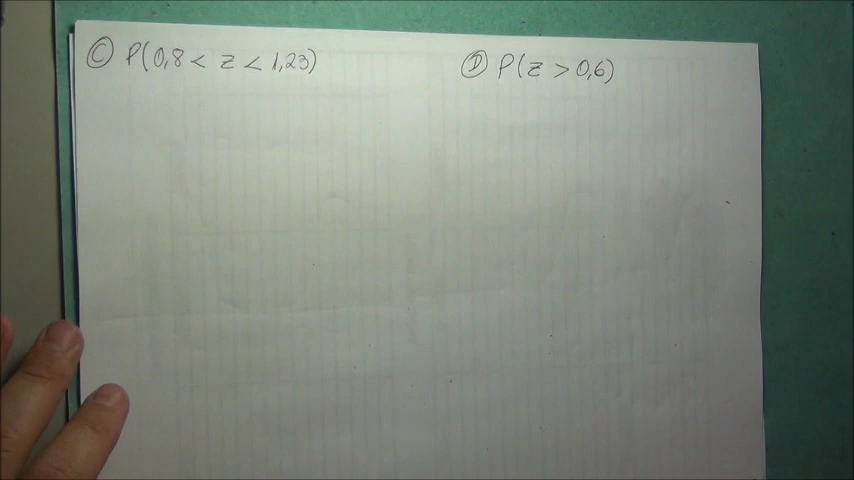 Ⓒ P(0,8 < z < 1,23)
Ⓓ P(z > 0,6)